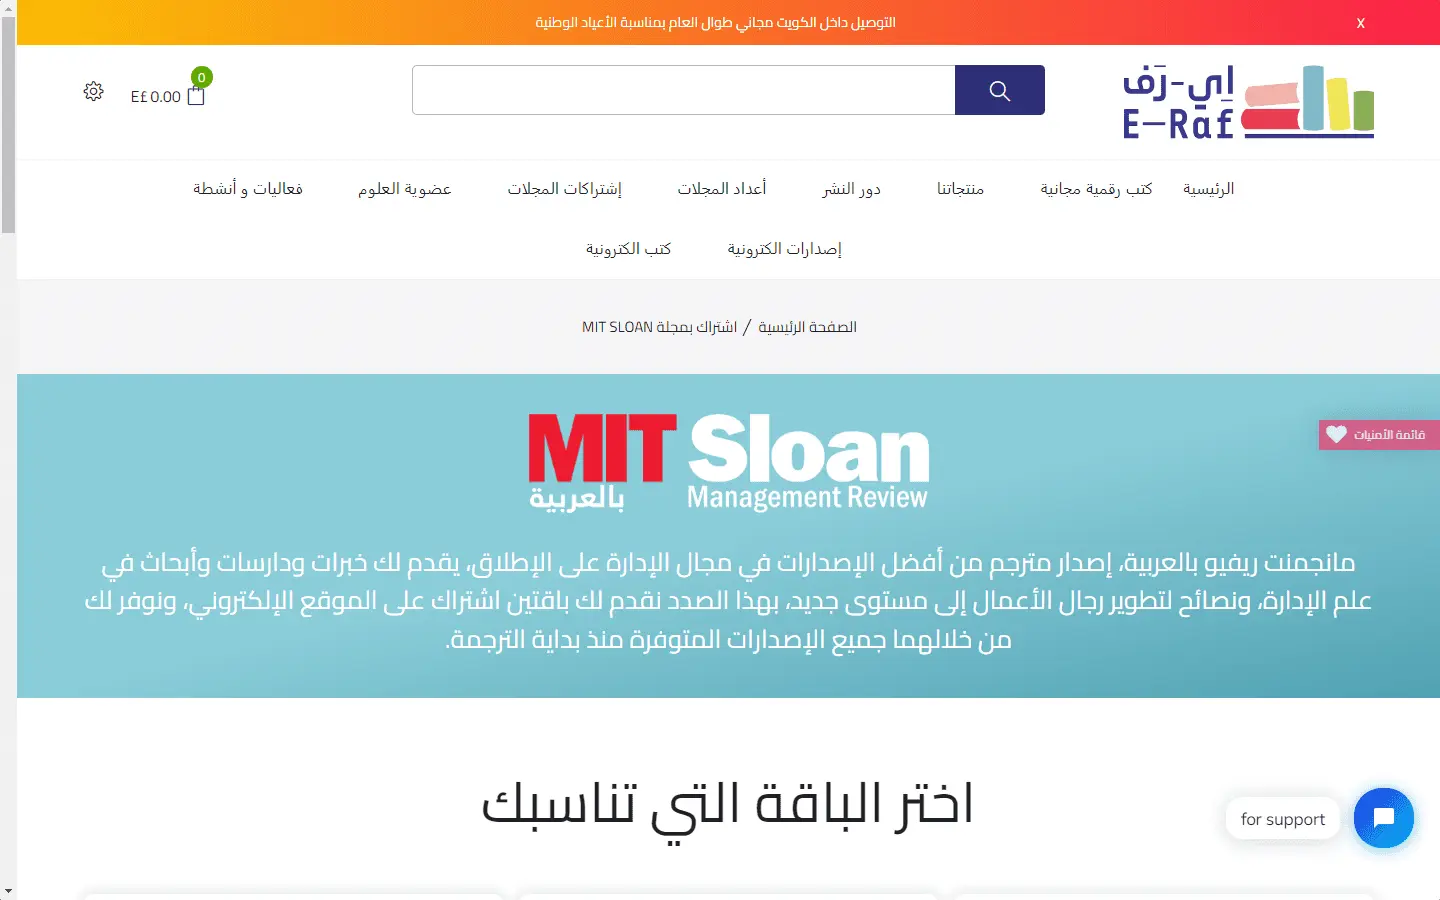 التوصيل داخل الكويت مجاني طوال العام بمناسبة الأعياد الوطنية
X
إي-رَف
E-Raf
0
E£ 0.00
الرئيسية
كتب رقمية مجانية
منتجاتنا
دور النشر
أعداد المجلات
إشتراكات المجلات
عضوية العلوم
فعاليات و أنشطة
إصدارات الكترونية
كتب الكترونية
الصفحة الرئيسية / اشتراك بمجلة MIT SLOAN
MIT Sloan
بالعربية Management Review
قائمة الأمنيات
مانجمنت ريفيو بالعربية، إصدار مترجم من أفضل الإصدارات في مجال الإدارة على الإطلاق، يقدم لك خبرات ودارسات وأبحاث في
علم الإدارة، ونصائح لتطوير رجال الأعمال إلى مستوى جديد، بهذا الصدد نقدم لك باقتين اشتراك على الموقع الإلكتروني، ونوفر لك
من خلالهما جميع الإصدارات المتوفرة منذ بداية الترجمة.
اختر الباقة التي تناسبك
for support